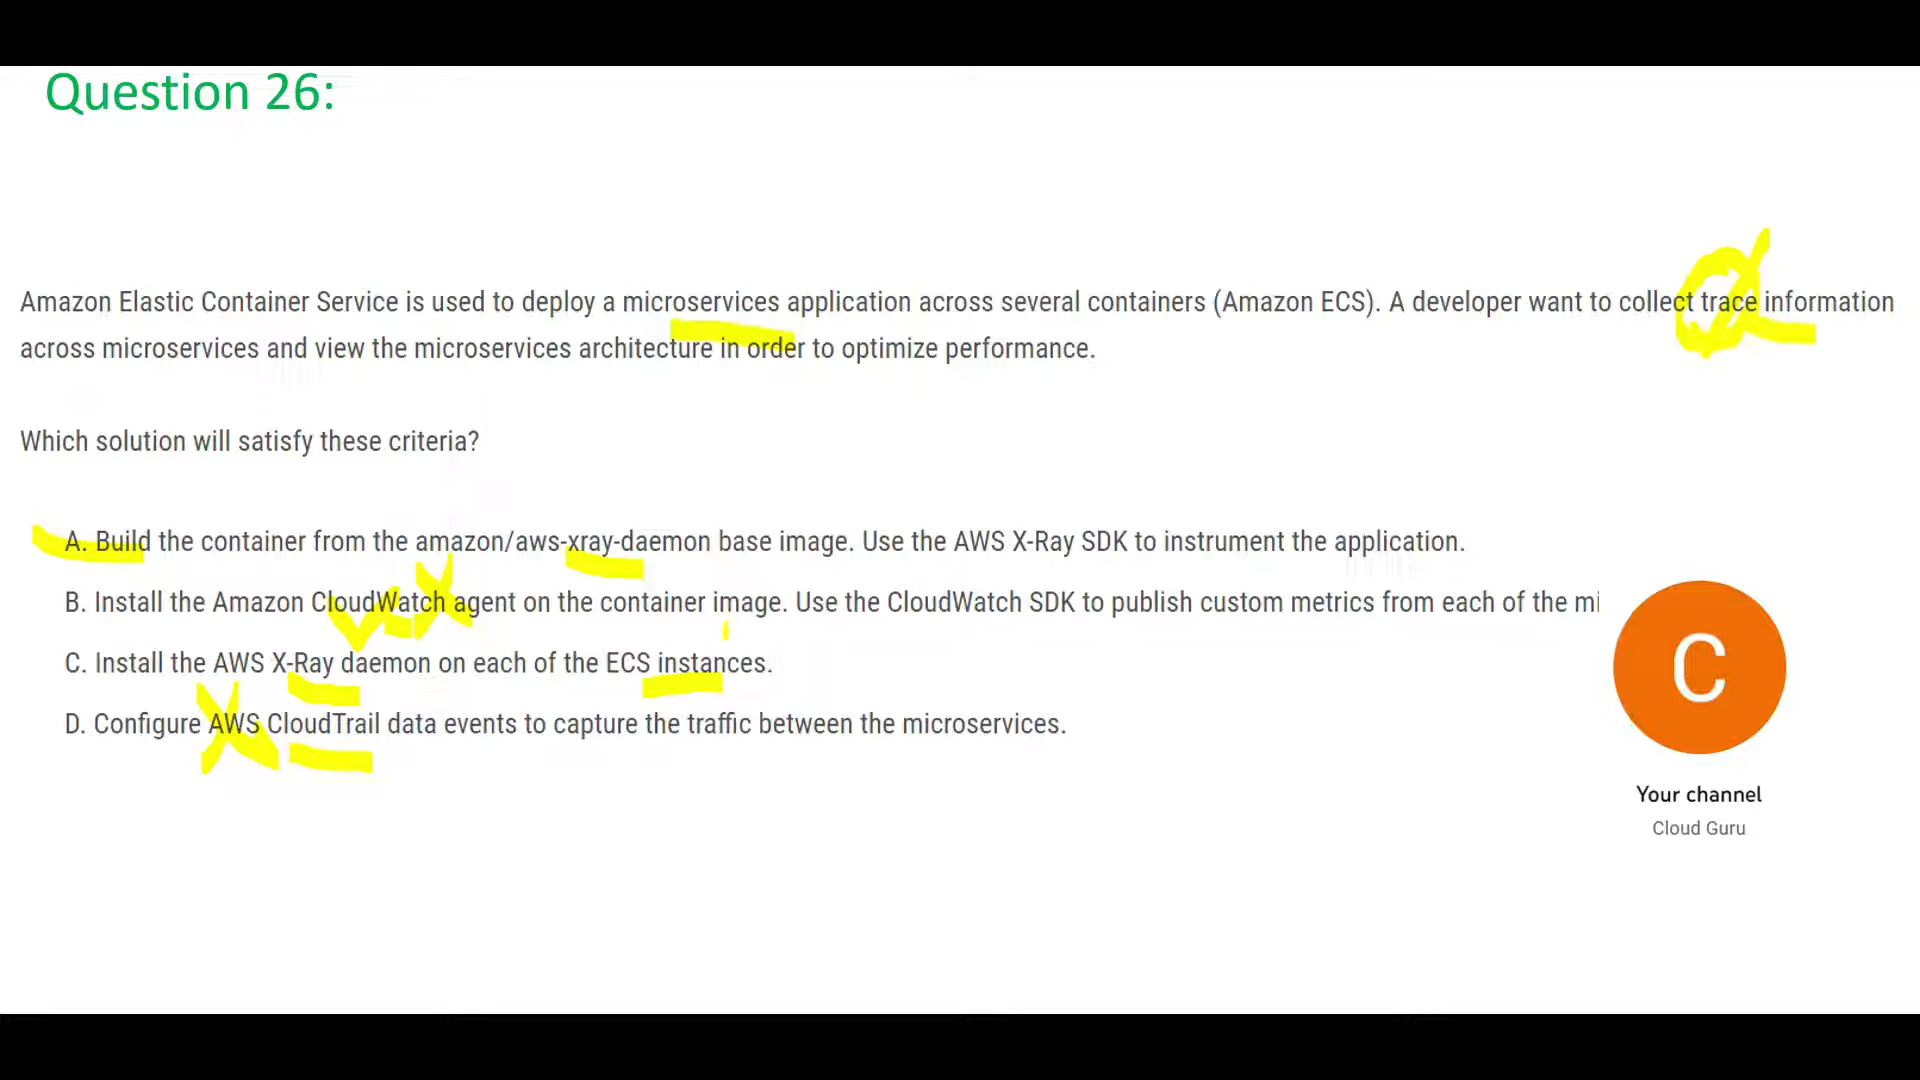 Question 26:
Amazon Elastic Container Service is used to deploy a microservices application across several containers (Amazon ECS). A developer want to collect trace information
across microservices and view the microservices architecture in order to optimize performance.
Which solution will satisfy these criteria?
A. Build the container from the amazon/aws-xray-daemon base image. Use the AWS X-Ray SDK to instrument the application.
B. Install the Amazon CloudWatch agent on the container image. Use the CloudWatch SDK to publish custom metrics from each of the mi
C. Install the AWS X-Ray daemon on each of the ECS instances.
D. Configure AWS CloudTrail data events to capture the traffic between the microservices.
C
Your channel
Cloud Guru